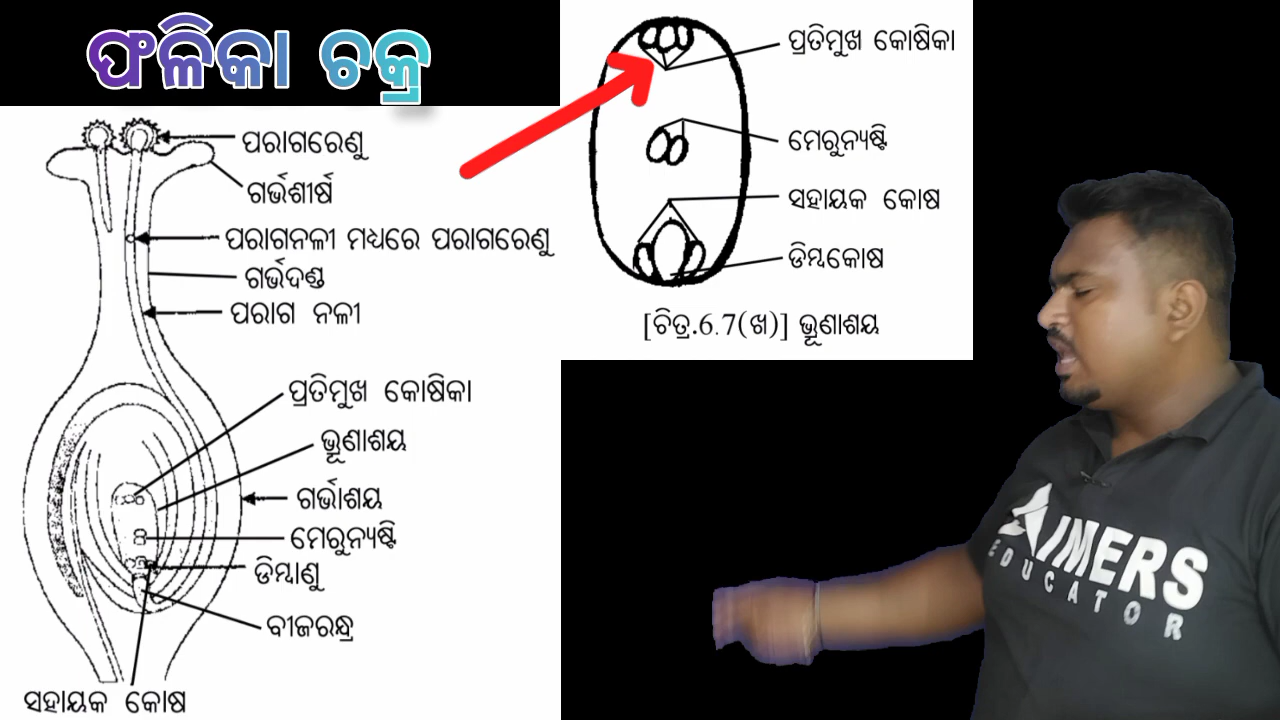 ଫଳିକା ଚକ୍ର
ପରାଗରେଣୁ
ଗର୍ଭଶୀର୍ଷ
ପରାଗନଳୀ ମଧ୍ୟରେ ପରାଗରେଣୁ
ଗର୍ଭଦଣ୍ଡ
ପରାଗ ନଳୀ
ପ୍ରତିମୁଖ କୋଷିକା
ଭ୍ରୂଣାଶୟ
ଗର୍ଭାଶୟ
ମେରୁନ୍ୟଷ୍ଟି
ଡିମ୍ବାଣୁ
ବୀଜରନ୍ଧ୍ର
ସହାୟକ କୋଷ
ପ୍ରତିମୁଖ କୋଷିକା
ମେରୁନ୍ୟଷ୍ଟି
ସହାୟକ କୋଷ
ଡିମ୍ବକୋଷ
[ଚିତ୍ର.6.7(ଖ)] ଭ୍ରୂଣାଶୟ
AIMERS
EDUCATOR